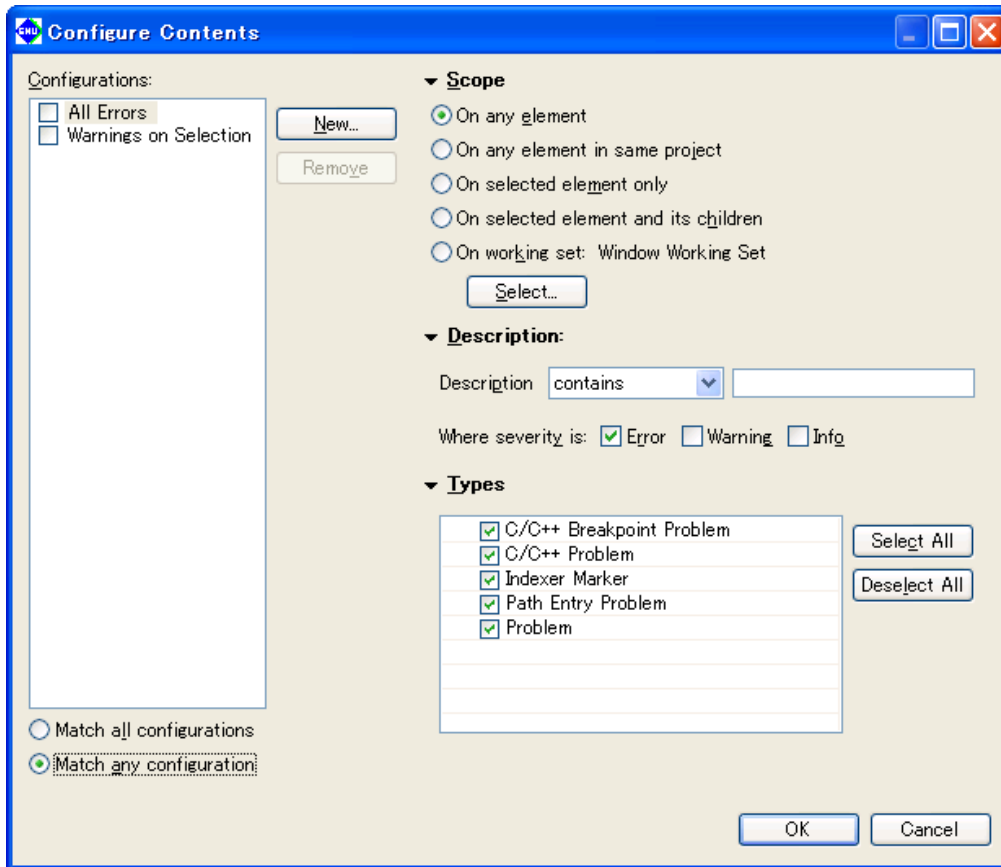 GNU Configure Contents
Configurations:
All Errors
Warnings on Selection
New...
Remove
Match all configurations
Match any configuration
Scope
On any element
On any element in same project
On selected element only
On selected element and its children
On working set: Window Working Set
Select...
Description:
Description contains
Where severity is: Error Warning Info
Types
C/C++ Breakpoint Problem
C/C++ Problem
Indexer Marker
Path Entry Problem
Problem
Select All
Deselect All
OK Cancel